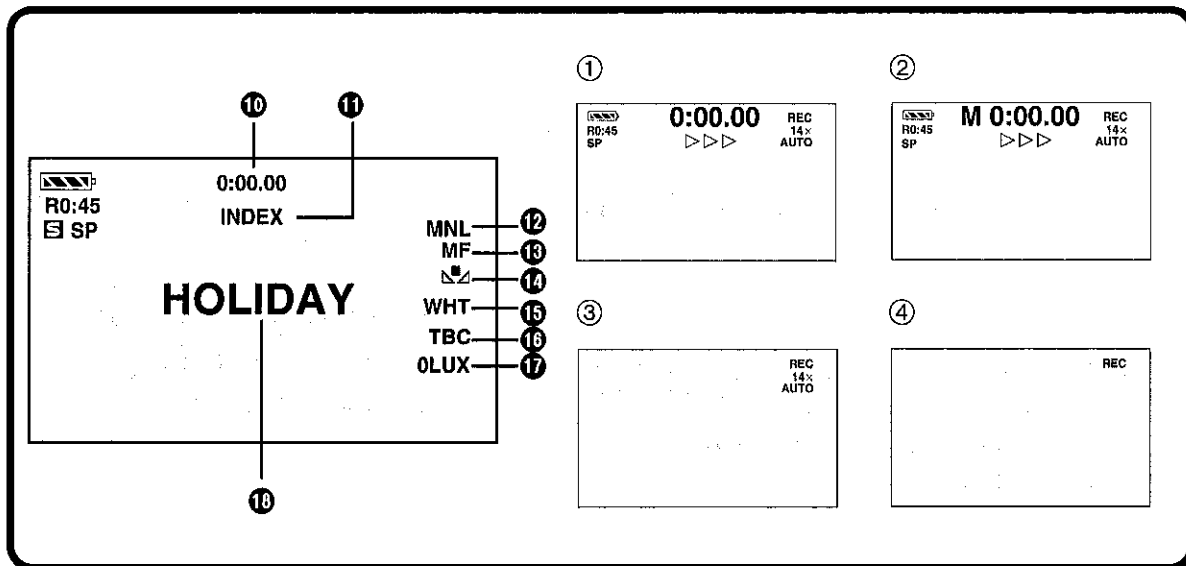 10 11
0:00.00
R0:45
INDEX
S SP
MNL 12
MF 13
14
HOLIDAY
WHT 15
TBC 16
0LUX 17
18
①
0:00.00 REC
R0:45 14×
SP ▷▷▷ AUTO
②
M 0:00.00 REC
R0:45 14×
SP ▷▷▷ AUTO
③
REC
14×
AUTO
④
REC